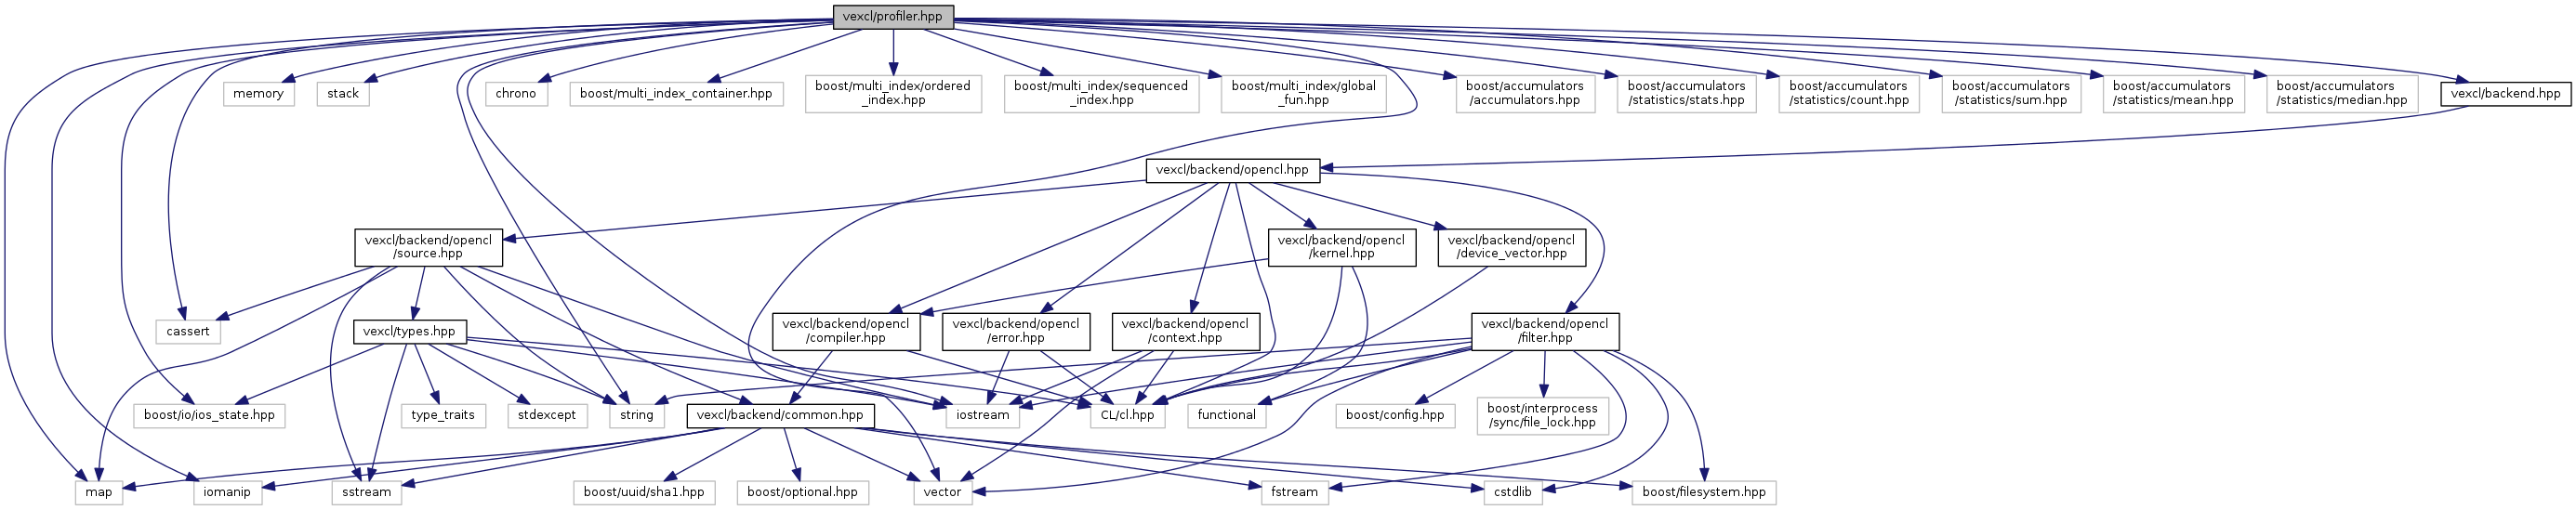 vexcl/profiler.hpp
memory
stack
chrono
boost/multi_index_container.hpp
boost/multi_index/ordered
_index.hpp
boost/multi_index/sequenced
_index.hpp
boost/multi_index/global
_fun.hpp
boost/accumulators
/accumulators.hpp
boost/accumulators
/statistics/stats.hpp
boost/accumulators
/statistics/count.hpp
boost/accumulators
/statistics/sum.hpp
boost/accumulators
/statistics/mean.hpp
boost/accumulators
/statistics/median.hpp
vexcl/backend.hpp
vexcl/backend/opencl.hpp
vexcl/backend/opencl
/source.hpp
vexcl/backend/opencl
/kernel.hpp
vexcl/backend/opencl
/device_vector.hpp
cassert
vexcl/types.hpp
vexcl/backend/opencl
/compiler.hpp
vexcl/backend/opencl
/error.hpp
vexcl/backend/opencl
/context.hpp
vexcl/backend/opencl
/filter.hpp
boost/io/ios_state.hpp
type_traits
stdexcept
string
vexcl/backend/common.hpp
iostream
CL/cl.hpp
functional
boost/config.hpp
boost/interprocess
/sync/file_lock.hpp
map
iomanip
sstream
boost/uuid/sha1.hpp
boost/optional.hpp
vector
fstream
cstdlib
boost/filesystem.hpp